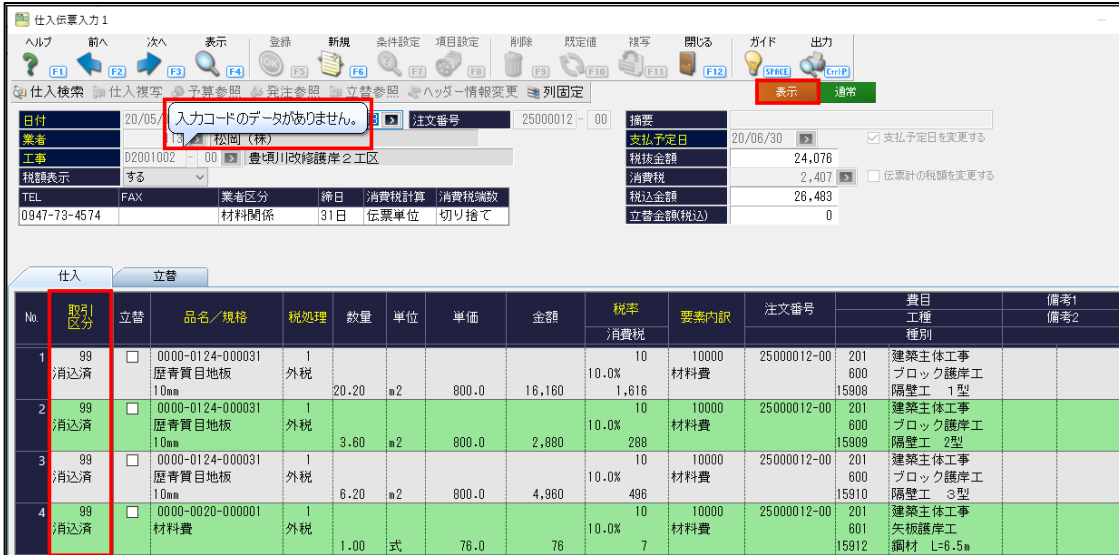 仕入伝票入力1
ヘルプ 前へ 次へ 表示 登録 新規 条件設定 項目設定 削除 既定値 複写 閉じる ガイド 出力
F1 F2 F3 F4 F5 F6 F7 F8 F9 F10 F11 F12 SPACE Ctrl P
仕入検索 仕入複写 予算参照 発注参照 立替参照 ヘッダー情報変更 列固定 表示 通常
入力コードのデータがありません。
日付 20/05/ 注文番号 25000012 - 00 摘要
業者 113 松岡（株） 支払予定日 20/06/30 支払予定日を変更する
工事 D2001002 - 00 豊頃川改修護岸２工区 税抜金額 24,076
税額表示 する 消費税 2,407 伝票計の税額を変更する
TEL FAX 業者区分 締日 消費税計算 消費税端数 税込金額 26,483
0947-73-4574 材料関係 31日 伝票単位 切り捨て 立替金額(税込) 0
仕入 立替
No. 取引区分 立替 品名／規格 税処理 数量 単位 単価 金額 税率 要素内訳 注文番号 費目 備考1
消費税 工種 備考2
種別
1 99 0000-0124-000031 1 10 10000 25000012-00 201 建築主体工事
消込済 歴青質目地板 外税 10.0% 材料費 600 ブロック護岸工
10mm 20.20 m2 800.0 16,160 1,616 15908 隔壁工　１型
2 99 0000-0124-000031 1 10 10000 25000012-00 201 建築主体工事
消込済 歴青質目地板 外税 10.0% 材料費 600 ブロック護岸工
10mm 3.60 m2 800.0 2,880 288 15909 隔壁工　2型
3 99 0000-0124-000031 1 10 10000 25000012-00 201 建築主体工事
消込済 歴青質目地板 外税 10.0% 材料費 600 ブロック護岸工
10mm 6.20 m2 800.0 4,960 496 15910 隔壁工　３型
4 99 0000-0020-000001 1 10 10000 25000012-00 201 建築主体工事
消込済 材料費 外税 10.0% 材料費 601 矢板護岸工
1.00 式 76.0 76 7 15912 鋼材　L=6.5m